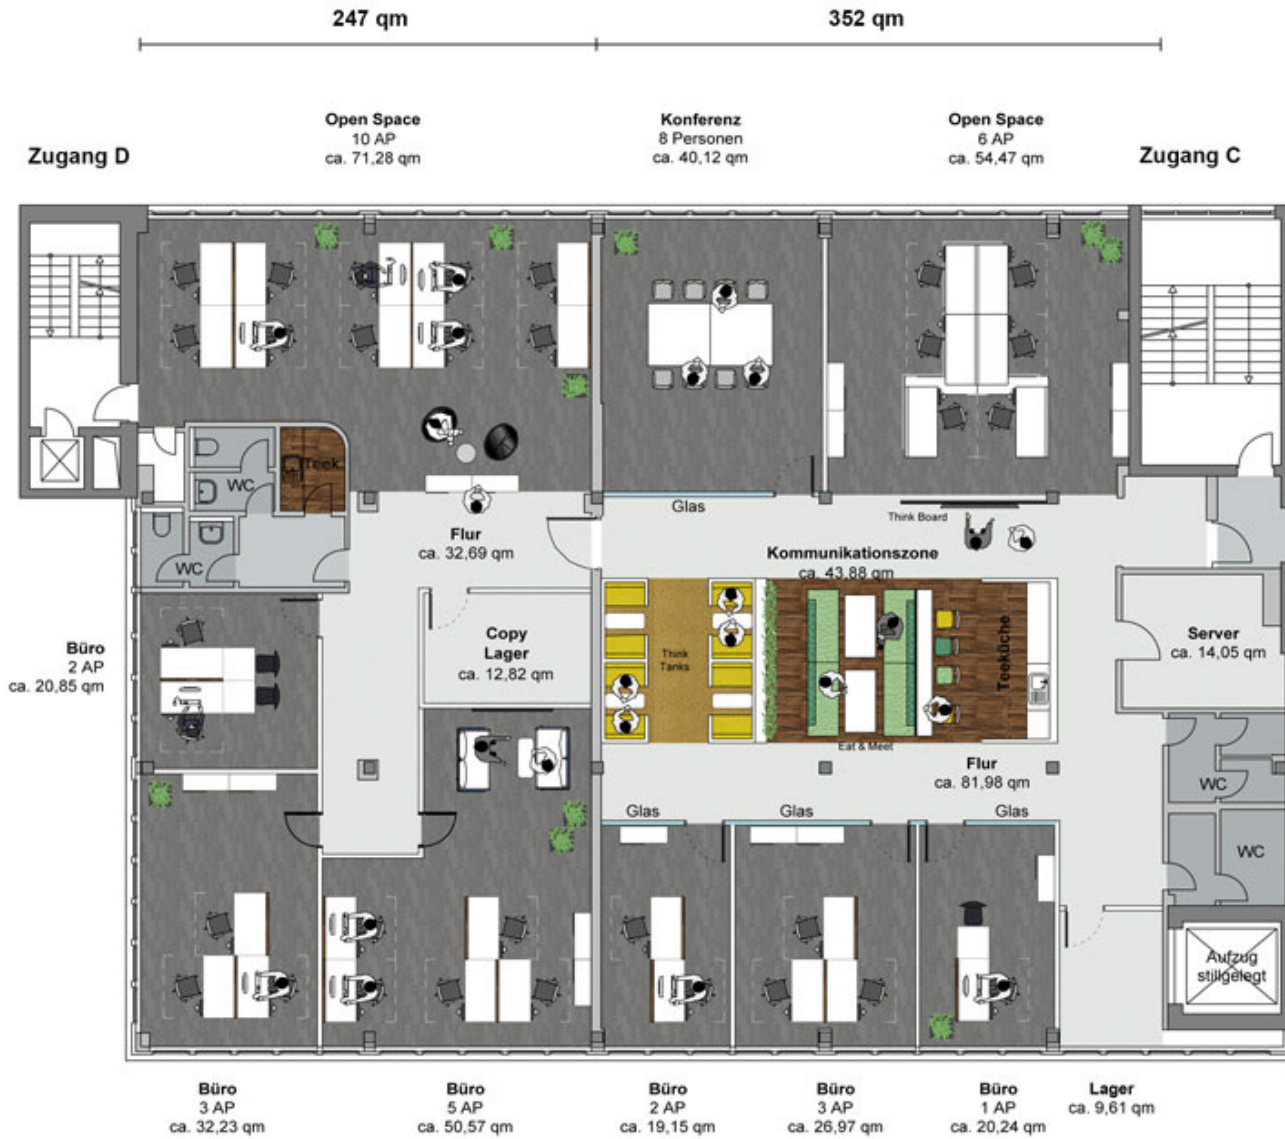 247 qm
352 qm
Open Space
10 AP
ca. 71,28 qm
Konferenz
8 Personen
ca. 40,12 qm
Open Space
6 AP
ca. 54,47 qm
Zugang D
Zugang C
Teek.
WC
WC
Glas
Think Board
Flur
ca. 32,69 qm
Kommunikationszone
ca. 43,88 qm
Copy
Lager
ca. 12,82 qm
Think
Tanks
Teeküche
Server
ca. 14,05 qm
Büro
2 AP
ca. 20,85 qm
Eat & Meet
Flur
ca. 81,98 qm
WC
Glas
Glas
Glas
WC
Aufzug
stillgelegt
Büro
3 AP
ca. 32,23 qm
Büro
5 AP
ca. 50,57 qm
Büro
2 AP
ca. 19,15 qm
Büro
3 AP
ca. 26,97 qm
Büro
1 AP
ca. 20,24 qm
Lager
ca. 9,61 qm